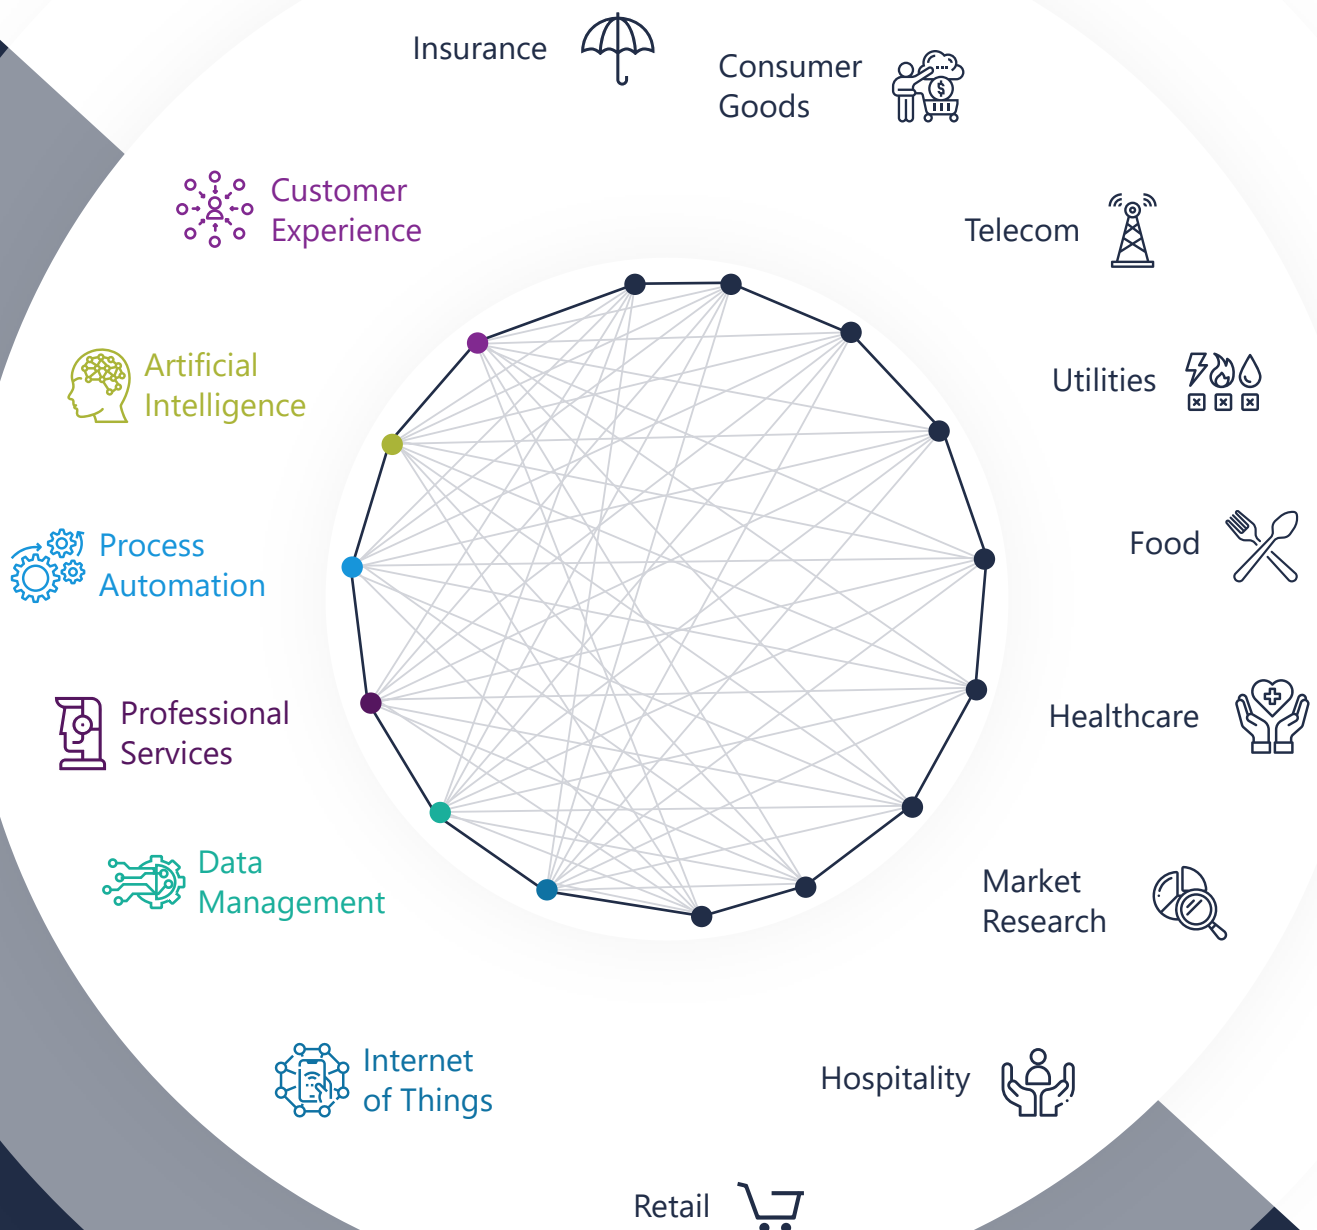 Insurance
Consumer
Goods
Customer
Experience
Telecom
Artificial
Intelligence
Utilities
Process
Automation
Food
Professional
Services
Healthcare
Data
Management
Market
Research
Internet
of Things
Hospitality
Retail